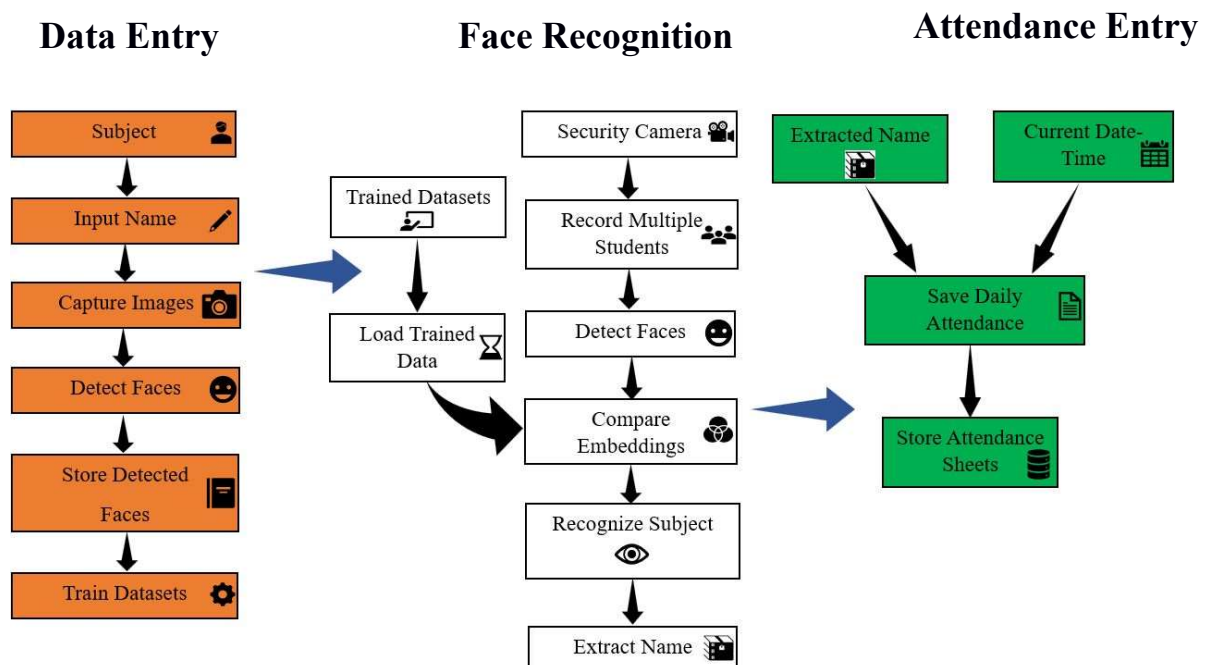 Data Entry
Face Recognition
Attendance Entry
Subject
Input Name
Capture Images
Detect Faces
Store Detected
Faces
Train Datasets
Trained Datasets
Load Trained
Data
Security Camera
Record Multiple
Students
Detect Faces
Compare
Embeddings
Recognize Subject
Extract Name
Extracted Name
Current Date-
Time
Save Daily
Attendance
Store Attendance
Sheets